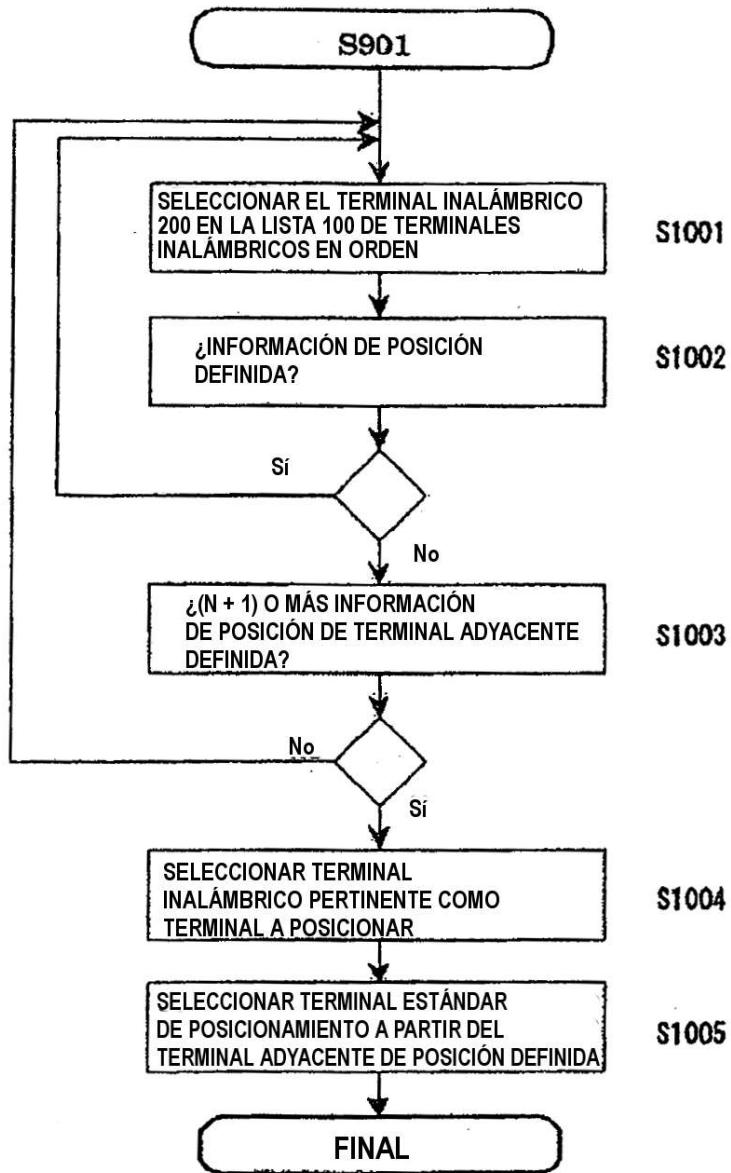 S901
SELECCIONAR EL TERMINAL INALÁMBRICO
200 EN LA LISTA 100 DE TERMINALES
INALÁMBRICOS EN ORDEN
S1001
¿INFORMACIÓN DE POSICIÓN
DEFINIDA?
S1002
Sí
No
¿(N + 1) O MÁS INFORMACIÓN
DE POSICIÓN DE TERMINAL ADYACENTE
DEFINIDA?
S1003
No
Sí
SELECCIONAR TERMINAL
INALÁMBRICO PERTINENTE COMO
TERMINAL A POSICIONAR
S1004
SELECCIONAR TERMINAL ESTÁNDAR
DE POSICIONAMIENTO A PARTIR DEL
TERMINAL ADYACENTE DE POSICIÓN DEFINIDA
S1005
FINAL